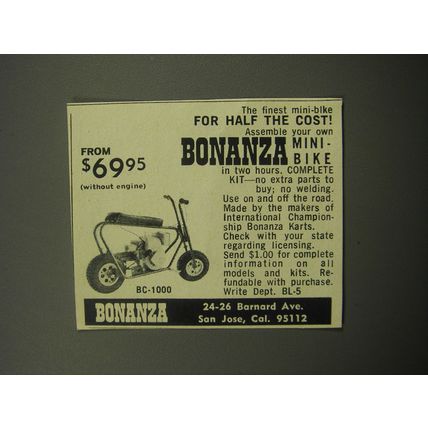 The finest mini-bike
FOR HALF THE COST!
Assemble your own
BONANZA MINI-
BIKE
in two hours. COMPLETE
KIT—no extra parts to
buy; no welding.
Use on and off the road.
Made by the makers of
International Champion-
ship Bonanza Karts.
Check with your state
regarding licensing.
Send $1.00 for complete
information on all
models and kits. Re-
fundable with purchase.
Write Dept. BL-5
FROM
$69.95
(without engine)
BC-1000
BONANZA
24-26 Barnard Ave.
San Jose, Cal. 95112